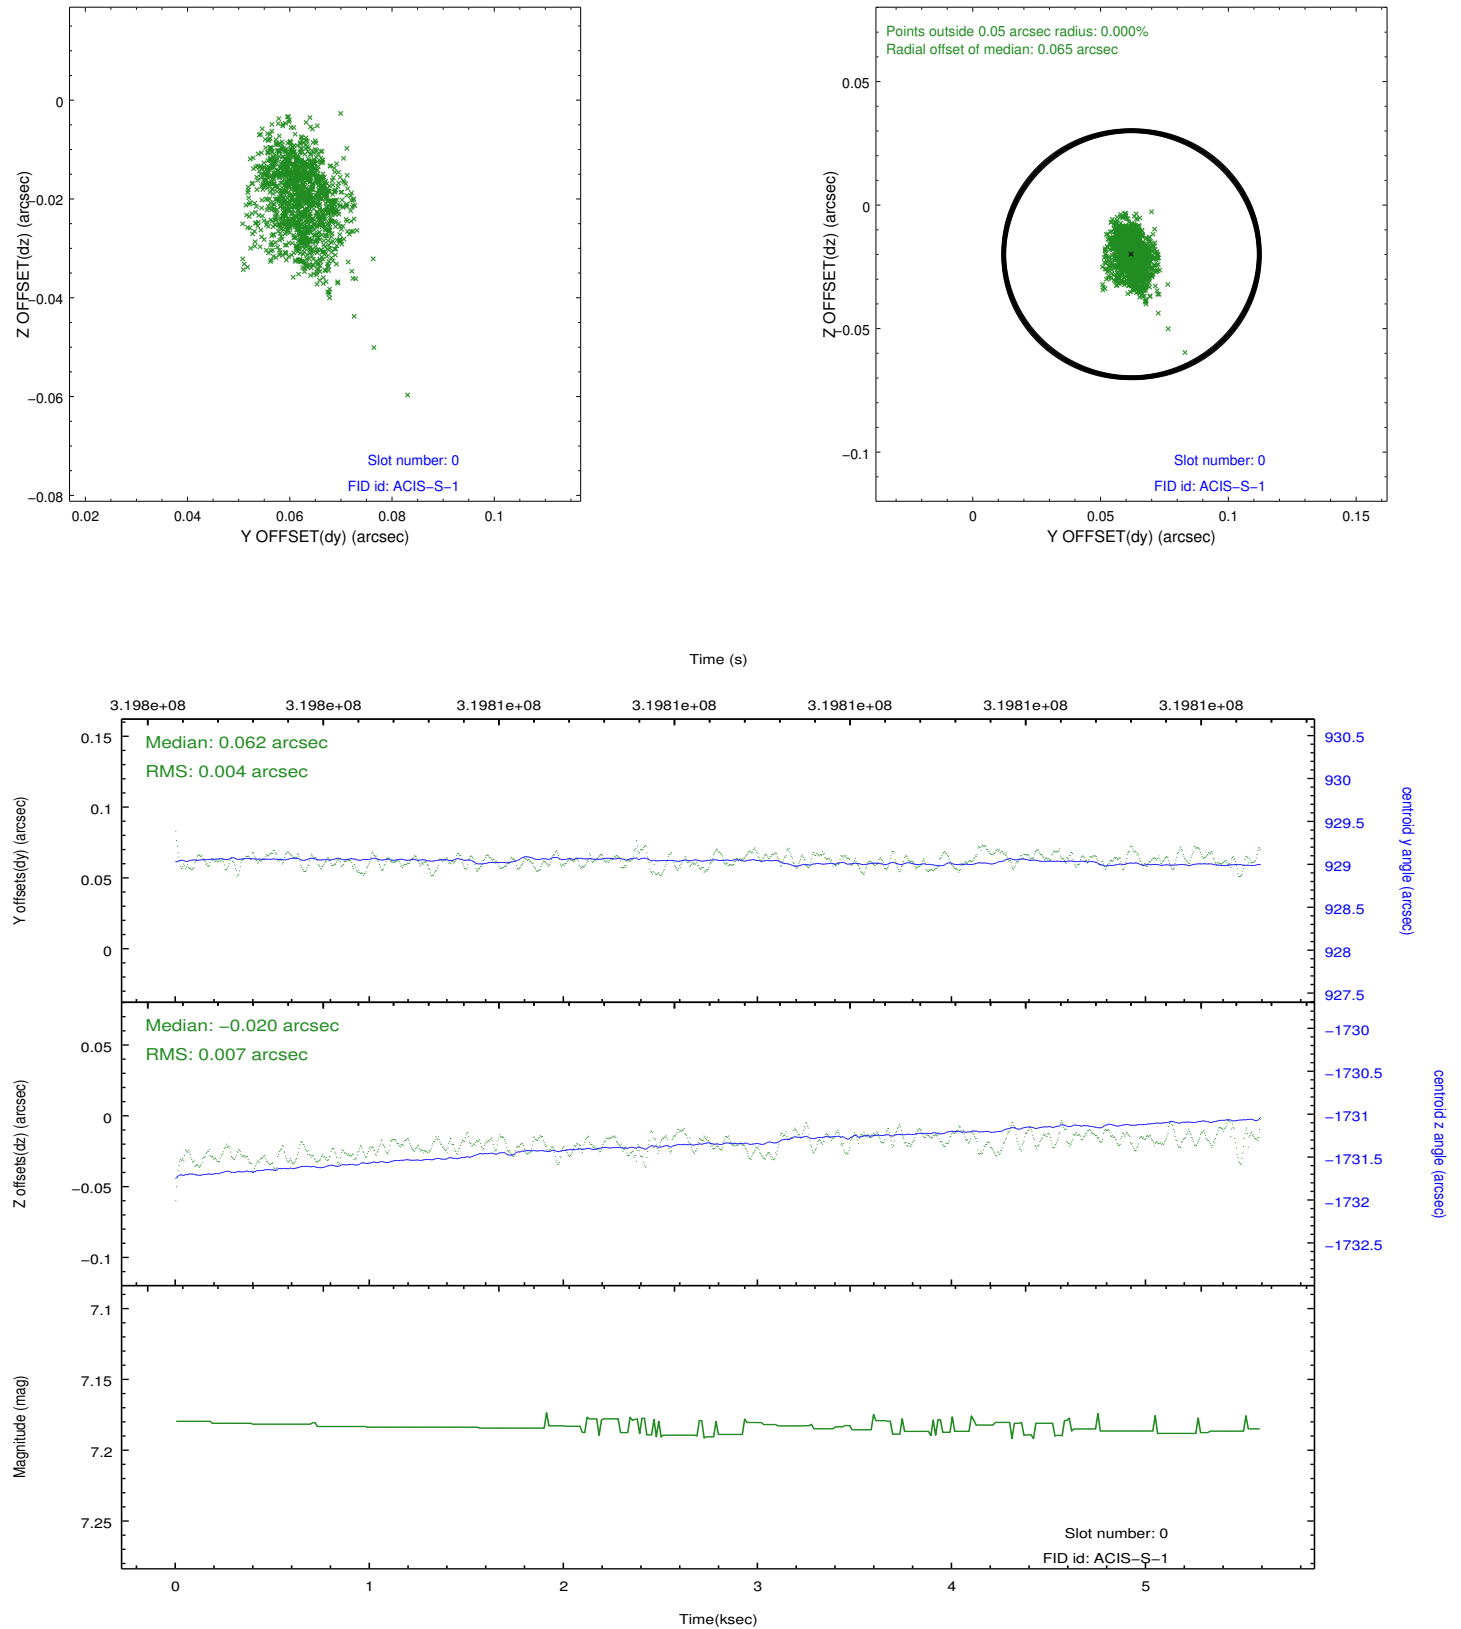 0
−0.02
−0.04
−0.06
−0.08
Z OFFSET(dz) (arcsec)
Slot number: 0
FID id: ACIS−S−1
0.02 0.04 0.06 0.08 0.1
Y OFFSET(dy) (arcsec)
Points outside 0.05 arcsec radius: 0.000%
Radial offset of median: 0.065 arcsec
0.05
0
−0.05
−0.1
Z OFFSET(dz) (arcsec)
Slot number: 0
FID id: ACIS−S−1
0 0.05 0.1 0.15
Y OFFSET(dy) (arcsec)
Time (s)
3.198e+08 3.198e+08 3.1981e+08 3.1981e+08 3.1981e+08 3.1981e+08 3.1981e+08
Median: 0.062 arcsec
RMS: 0.004 arcsec
0.15
0.1
0.05
0
Y offsets(dy) (arcsec)
930.5
930
929.5
929
928.5
928
927.5
centroid y angle (arcsec)
Median: −0.020 arcsec
RMS: 0.007 arcsec
0.05
0
−0.05
−0.1
Z offsets(dz) (arcsec)
−1730
−1730.5
−1731
−1731.5
−1732
−1732.5
centroid z angle (arcsec)
7.1
7.15
7.2
7.25
Magnitude (mag)
Slot number: 0
FID id: ACIS−S−1
0 1 2 3 4 5
Time(ksec)